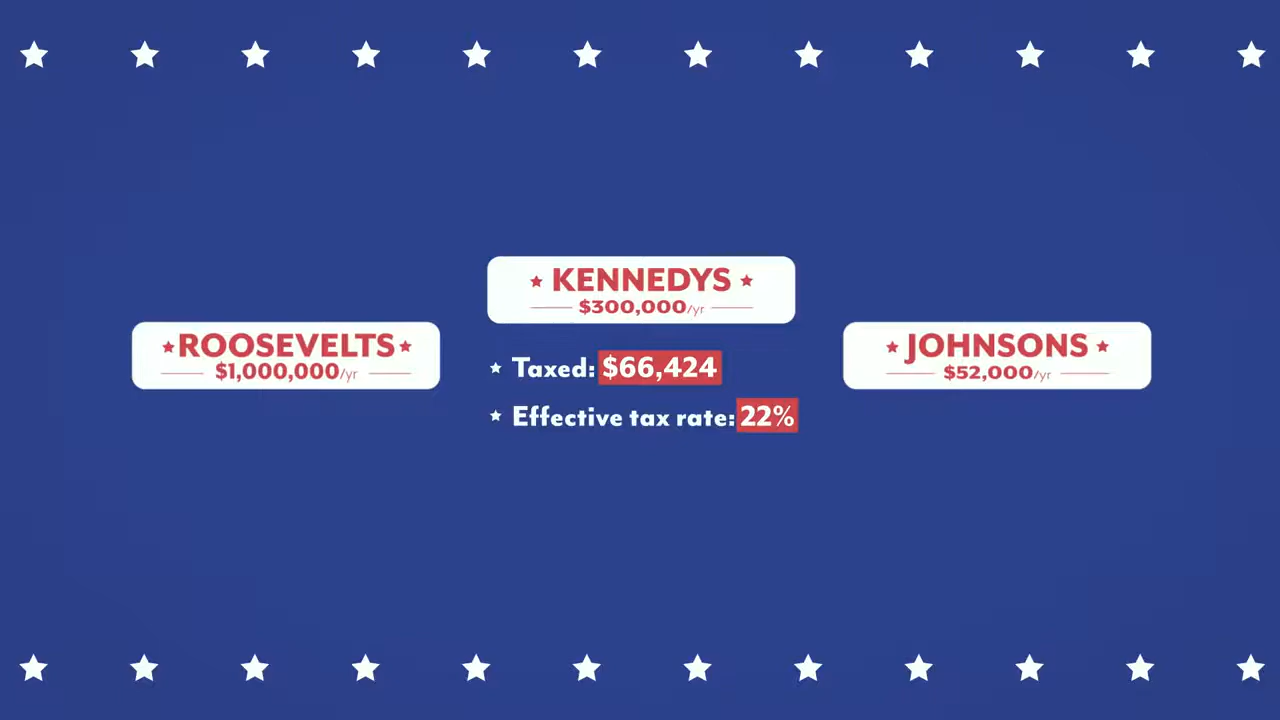 ROOSEVELTS
$1,000,000/yr
KENNEDYS
$300,000/yr
Taxed: $66,424
Effective tax rate: 22%
JOHNSONS
$52,000/yr